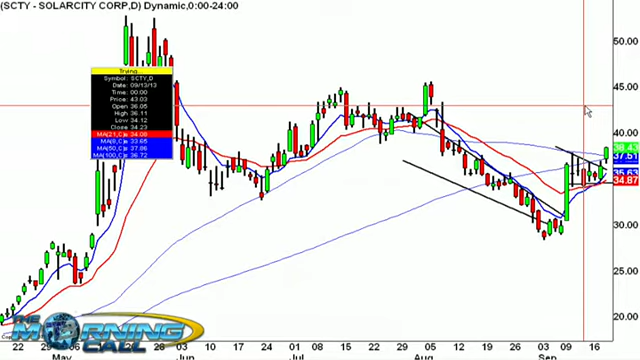 (SCTY - SOLARCITY CORP,D) Dynamic,0:00-24:00
50.00
45.00
40.00
38.43
37.51
35.63
34.87
30.00
25.00
20.00
Trying
Symbol: SCTY,D
Date: 09/13/13
Time: 00:00
Price: 43.03
Open 36.05
High 36.11
Low 34.12
Close 34.23
MA(21,C)= 34.08
MA(8,C)= 33.65
MA(50,C)= 37.86
MA(100,C)= 36.72
THE MORNING CALL
22 29 06 13 20 28 03 10 17 24 01 08 15 22 29 05 12 19 26 03 09 16
May Jun Jul Aug Sep